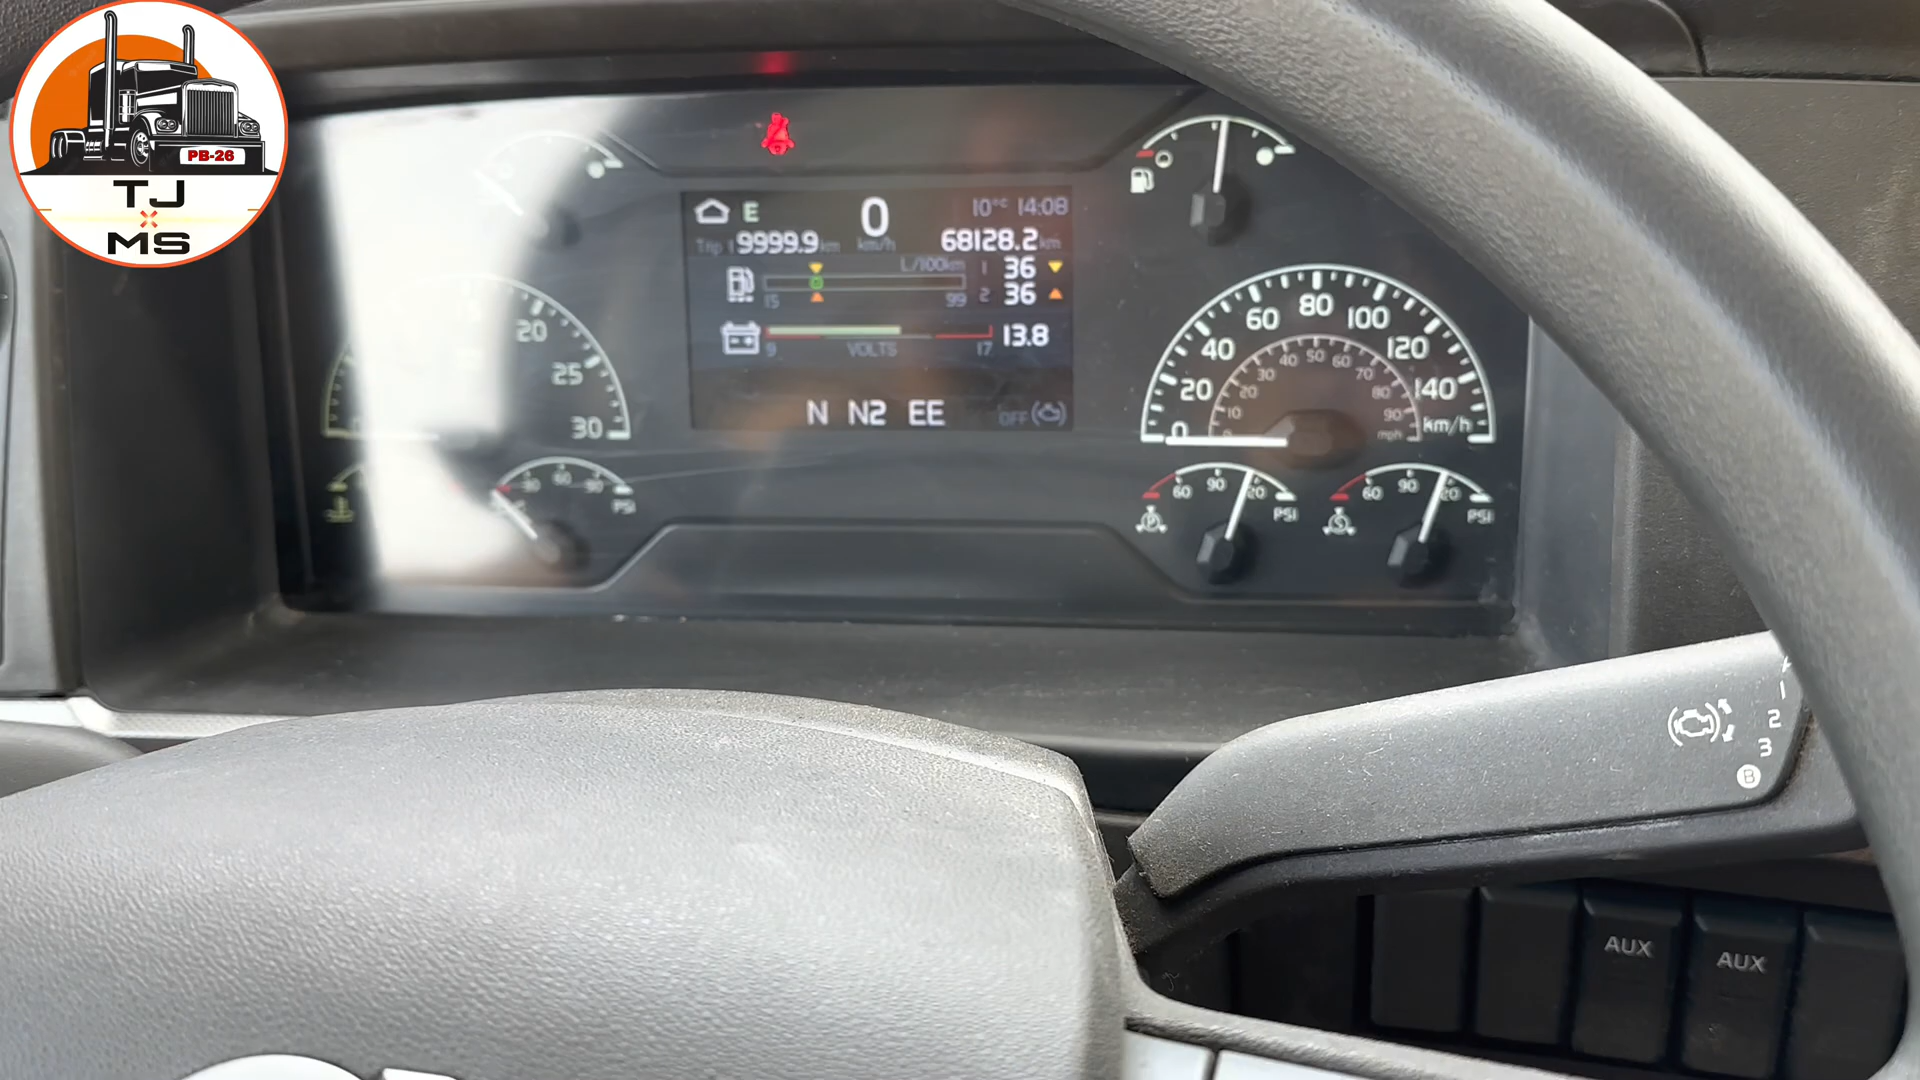 PB-26
TJ
X
MS
E
0
km/h
10°C 14:08
Trip 1 9999.9 km
68128.2 km
L/100km
1 36
2 36
15
99
9
VOLTS
17
13.8
N N2 EE
OFF
20
25
30
PSI
0
20
40
60
80
100
120
140
km/h
10
20
30
40
50
60
70
80
90
mph
60
90
120
PSI
P
60
90
120
PSI
S
1
2
3
B
AUX
AUX